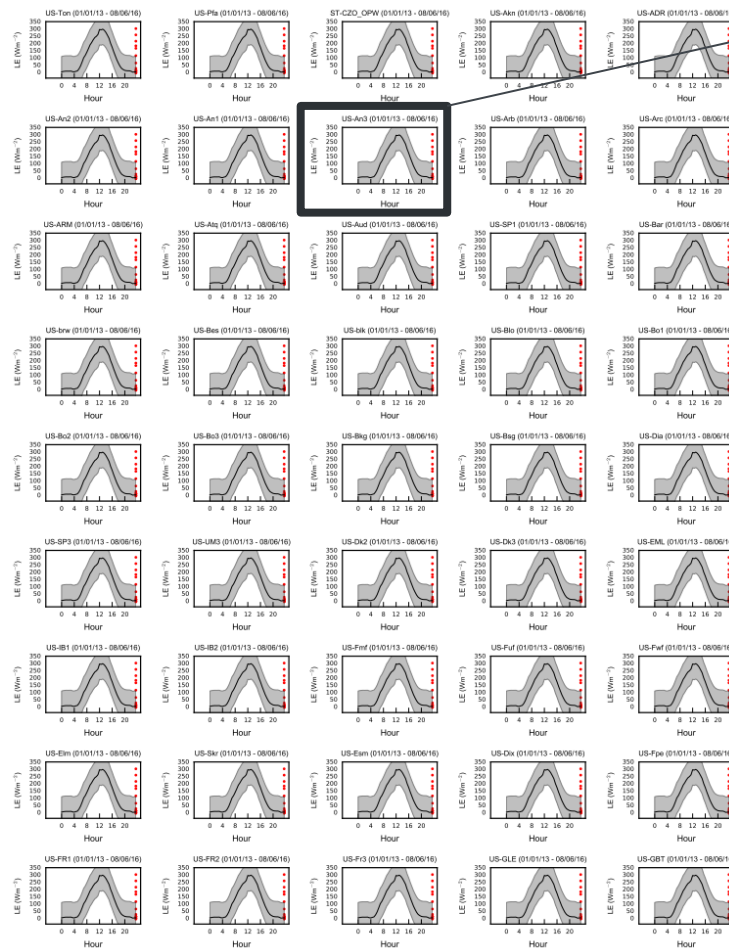 US-Ton (01/01/13 - 08/06/16) US-Pfa (01/01/13 - 08/06/16) ST-CZO_OPW (01/01/13 - 08/06/16) US-Akn (01/01/13 - 08/06/16) US-ADR (01/01/13 - 08/06/1
US-An2 (01/01/13 - 08/06/16) US-An1 (01/01/13 - 08/06/16) US-An3 (01/01/13 - 08/06/16) US-Arb (01/01/13 - 08/06/16) US-Arc (01/01/13 - 08/06/16
US-ARM (01/01/13 - 08/06/16) US-Atq (01/01/13 - 08/06/16) US-Aud (01/01/13 - 08/06/16) US-SP1 (01/01/13 - 08/06/16) US-Bar (01/01/13 - 08/06/16
US-brw (01/01/13 - 08/06/16) US-Bes (01/01/13 - 08/06/16) US-blk (01/01/13 - 08/06/16) US-Blo (01/01/13 - 08/06/16) US-Bo1 (01/01/13 - 08/06/16
US-Bo2 (01/01/13 - 08/06/16) US-Bo3 (01/01/13 - 08/06/16) US-Bkg (01/01/13 - 08/06/16) US-Bsg (01/01/13 - 08/06/16) US-Dia (01/01/13 - 08/06/16
US-SP3 (01/01/13 - 08/06/16) US-UM3 (01/01/13 - 08/06/16) US-Dk2 (01/01/13 - 08/06/16) US-Dk3 (01/01/13 - 08/06/16) US-EML (01/01/13 - 08/06/16
US-IB1 (01/01/13 - 08/06/16) US-IB2 (01/01/13 - 08/06/16) US-Fmf (01/01/13 - 08/06/16) US-Fuf (01/01/13 - 08/06/16) US-Fwf (01/01/13 - 08/06/16
US-Elm (01/01/13 - 08/06/16) US-Skr (01/01/13 - 08/06/16) US-Esm (01/01/13 - 08/06/16) US-Dix (01/01/13 - 08/06/16) US-Fpe (01/01/13 - 08/06/16
US-FR1 (01/01/13 - 08/06/16) US-FR2 (01/01/13 - 08/06/16) US-Fr3 (01/01/13 - 08/06/16) US-GLE (01/01/13 - 08/06/16) US-GBT (01/01/13 - 08/06/16
LE (Wm⁻²)
350
300
250
200
150
100
50
0
0 4 8 12 16 20
Hour